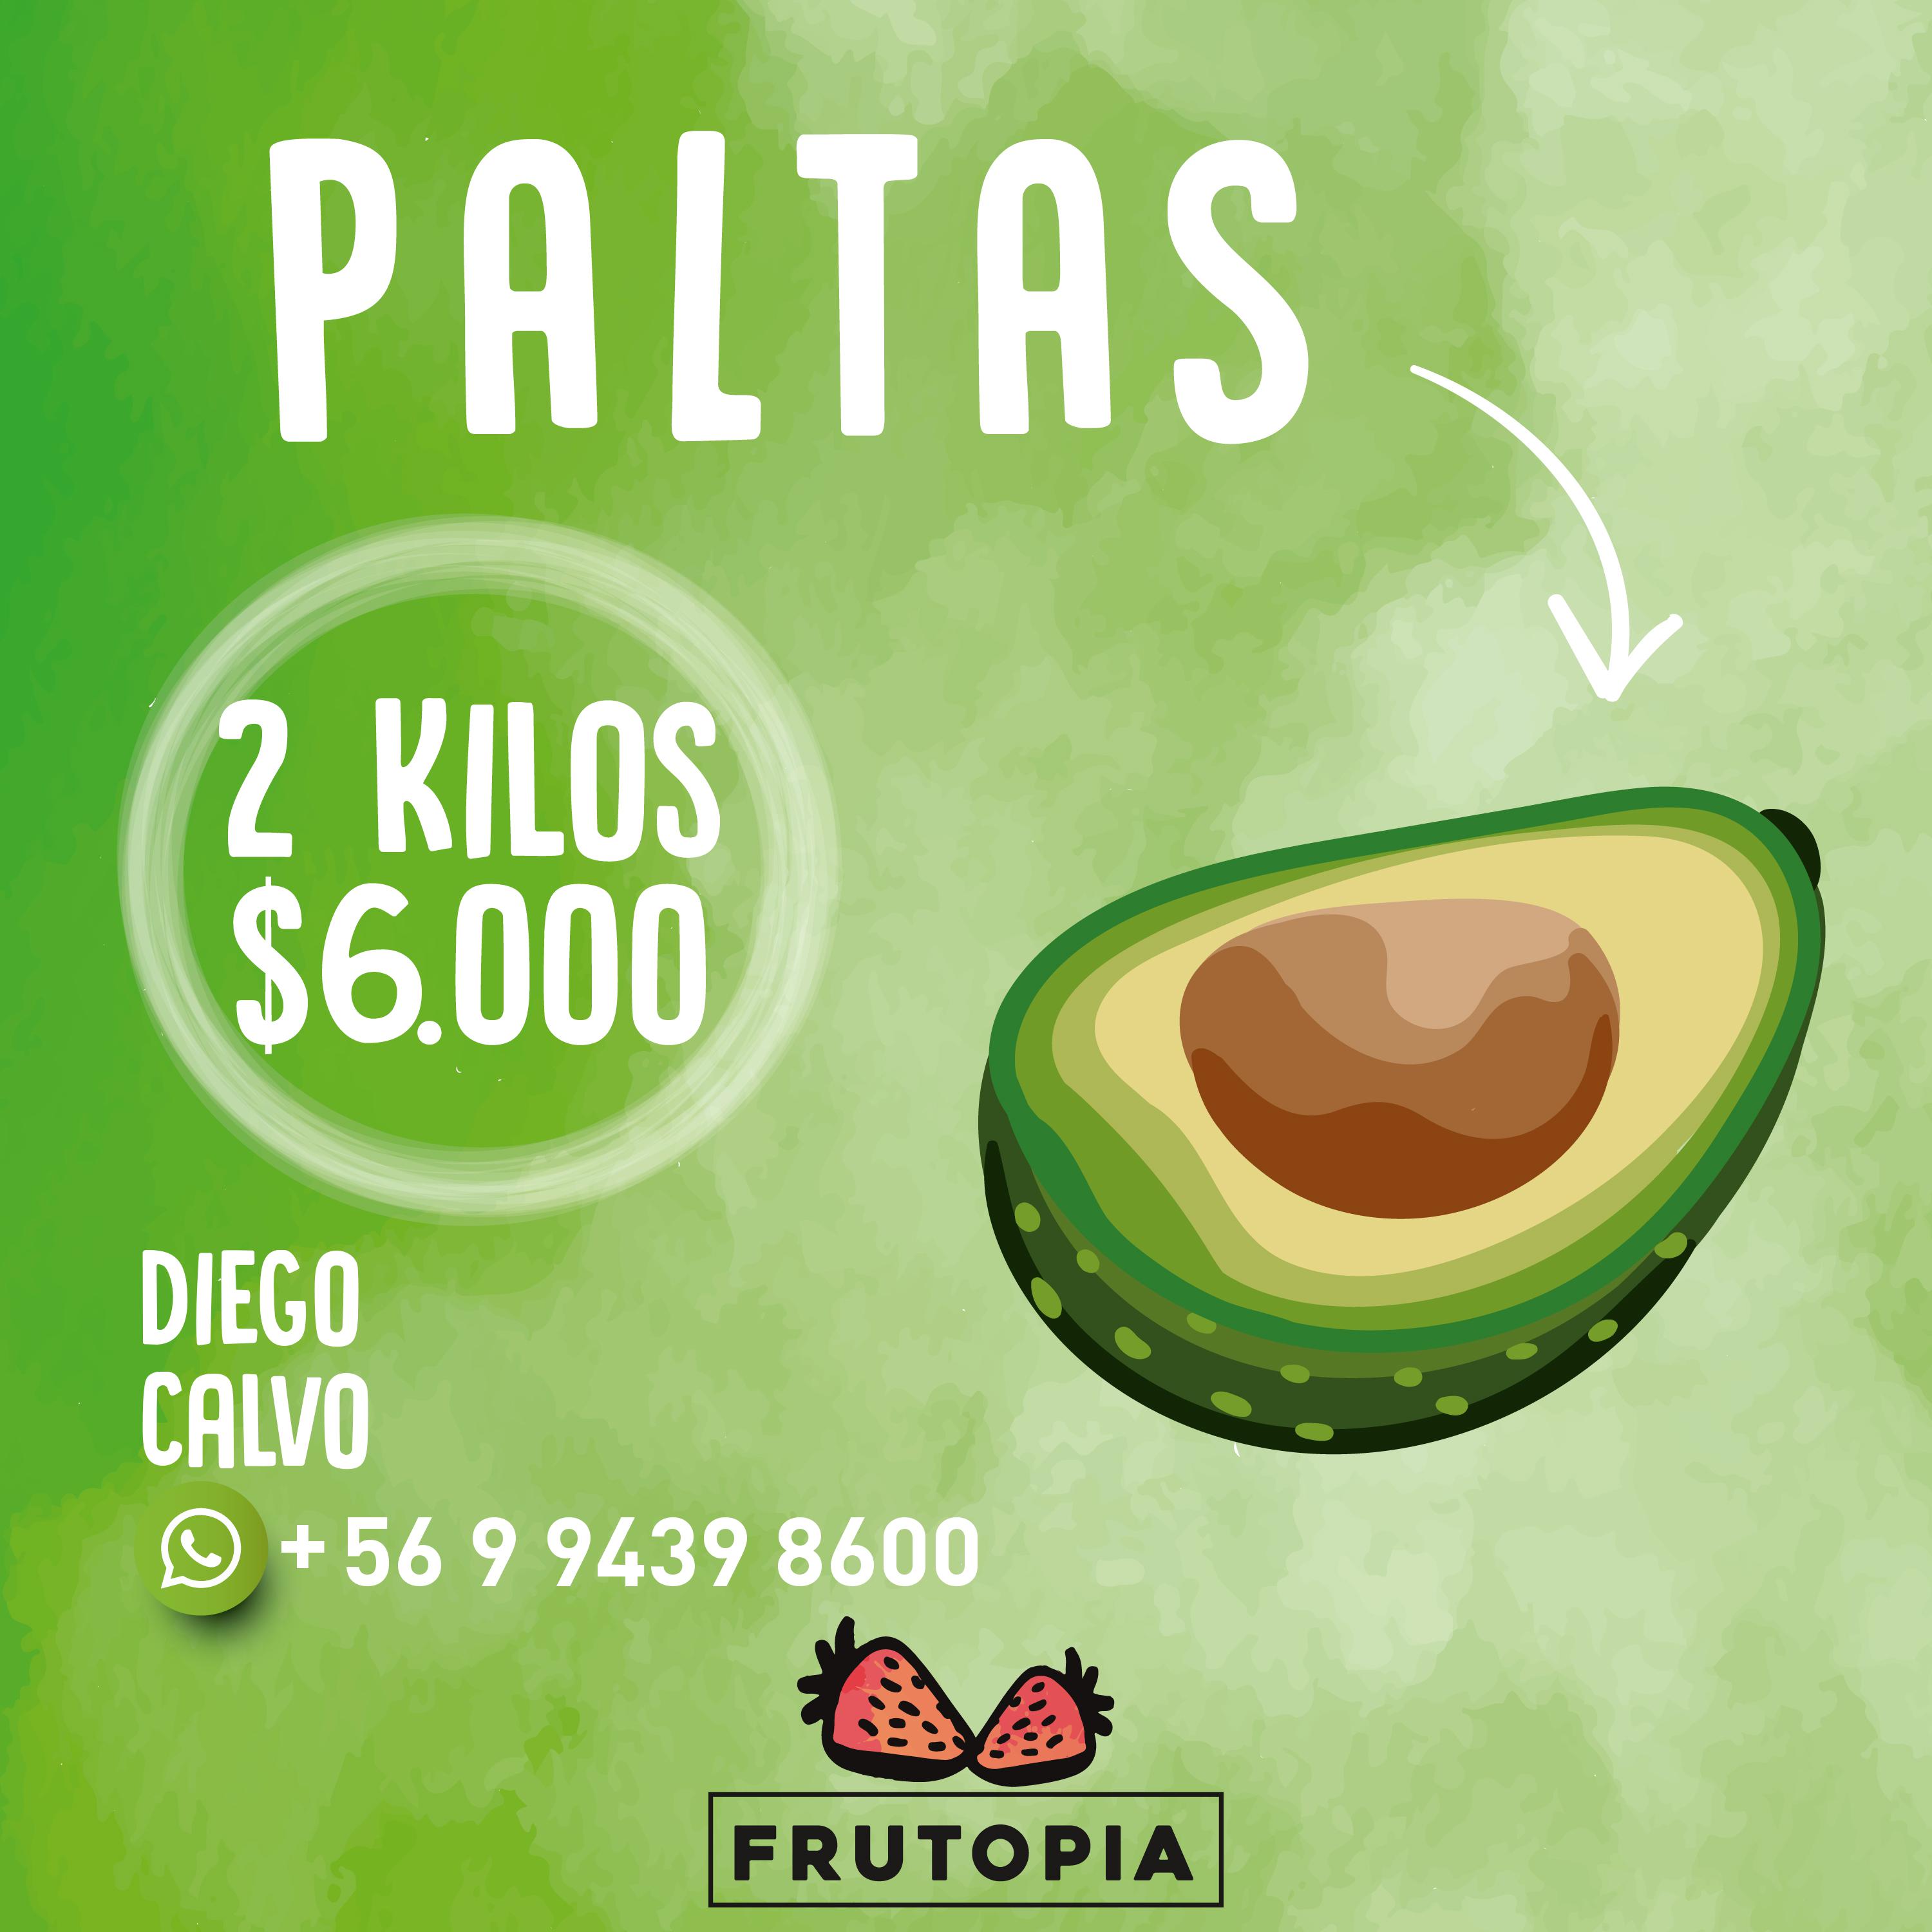 PALTAS
2 KILOS
$6.000
DIEGO
CALVO
+ 56 9 9439 8600
FRUTOPIA